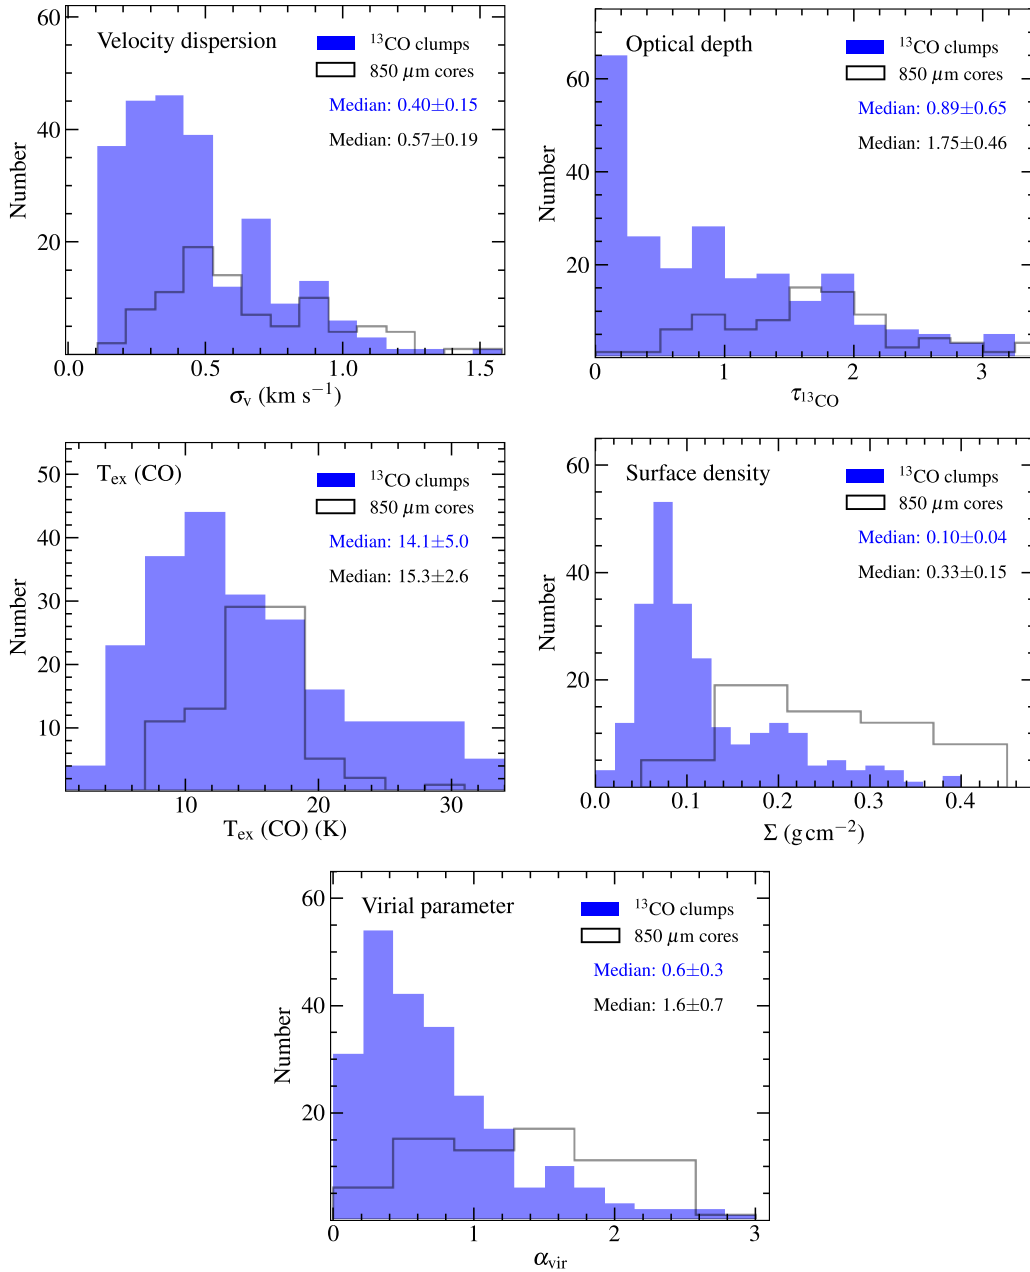 Velocity dispersion
¹³CO clumps
850 μm cores
Median: 0.40±0.15
Median: 0.57±0.19
Number
60
40
20
0.0 0.5 1.0 1.5
σ_v (km s⁻¹)
Optical depth
¹³CO clumps
850 μm cores
Median: 0.89±0.65
Median: 1.75±0.46
Number
60
40
20
0 1 2 3
τ_¹³CO
T_ex (CO)
¹³CO clumps
850 μm cores
Median: 14.1±5.0
Median: 15.3±2.6
Number
50
40
30
20
10
10 20 30
T_ex (CO) (K)
Surface density
¹³CO clumps
850 μm cores
Median: 0.10±0.04
Median: 0.33±0.15
Number
60
40
20
0.0 0.1 0.2 0.3 0.4
Σ (g cm⁻²)
Virial parameter
¹³CO clumps
850 μm cores
Median: 0.6±0.3
Median: 1.6±0.7
Number
60
40
20
0 1 2 3
α_vir